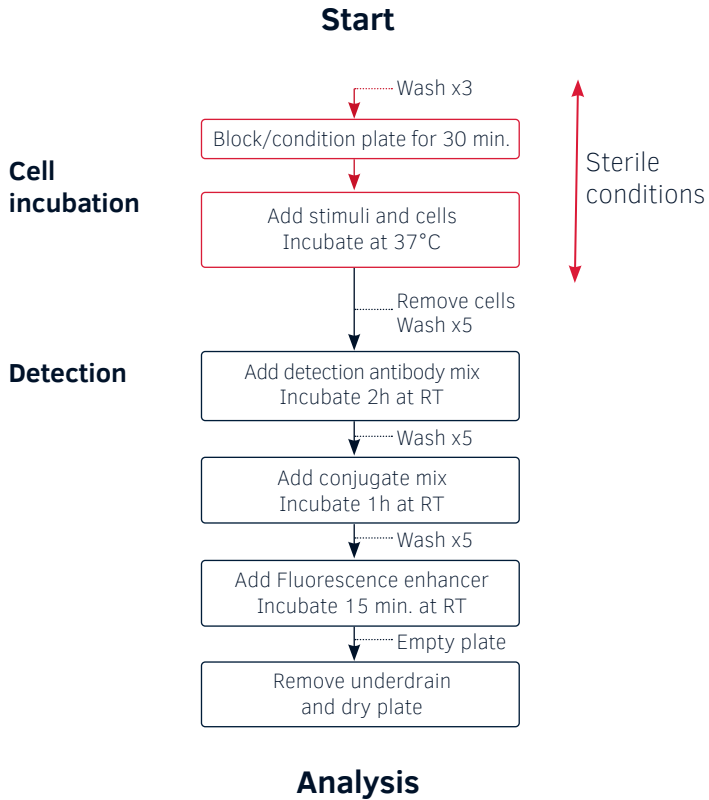 Start
Wash x3
Block/condition plate for 30 min.
Cell
incubation
Sterile
conditions
Add stimuli and cells
Incubate at 37°C
Remove cells
Wash x5
Detection
Add detection antibody mix
Incubate 2h at RT
Wash x5
Add conjugate mix
Incubate 1h at RT
Wash x5
Add Fluorescence enhancer
Incubate 15 min. at RT
Empty plate
Remove underdrain
and dry plate
Analysis